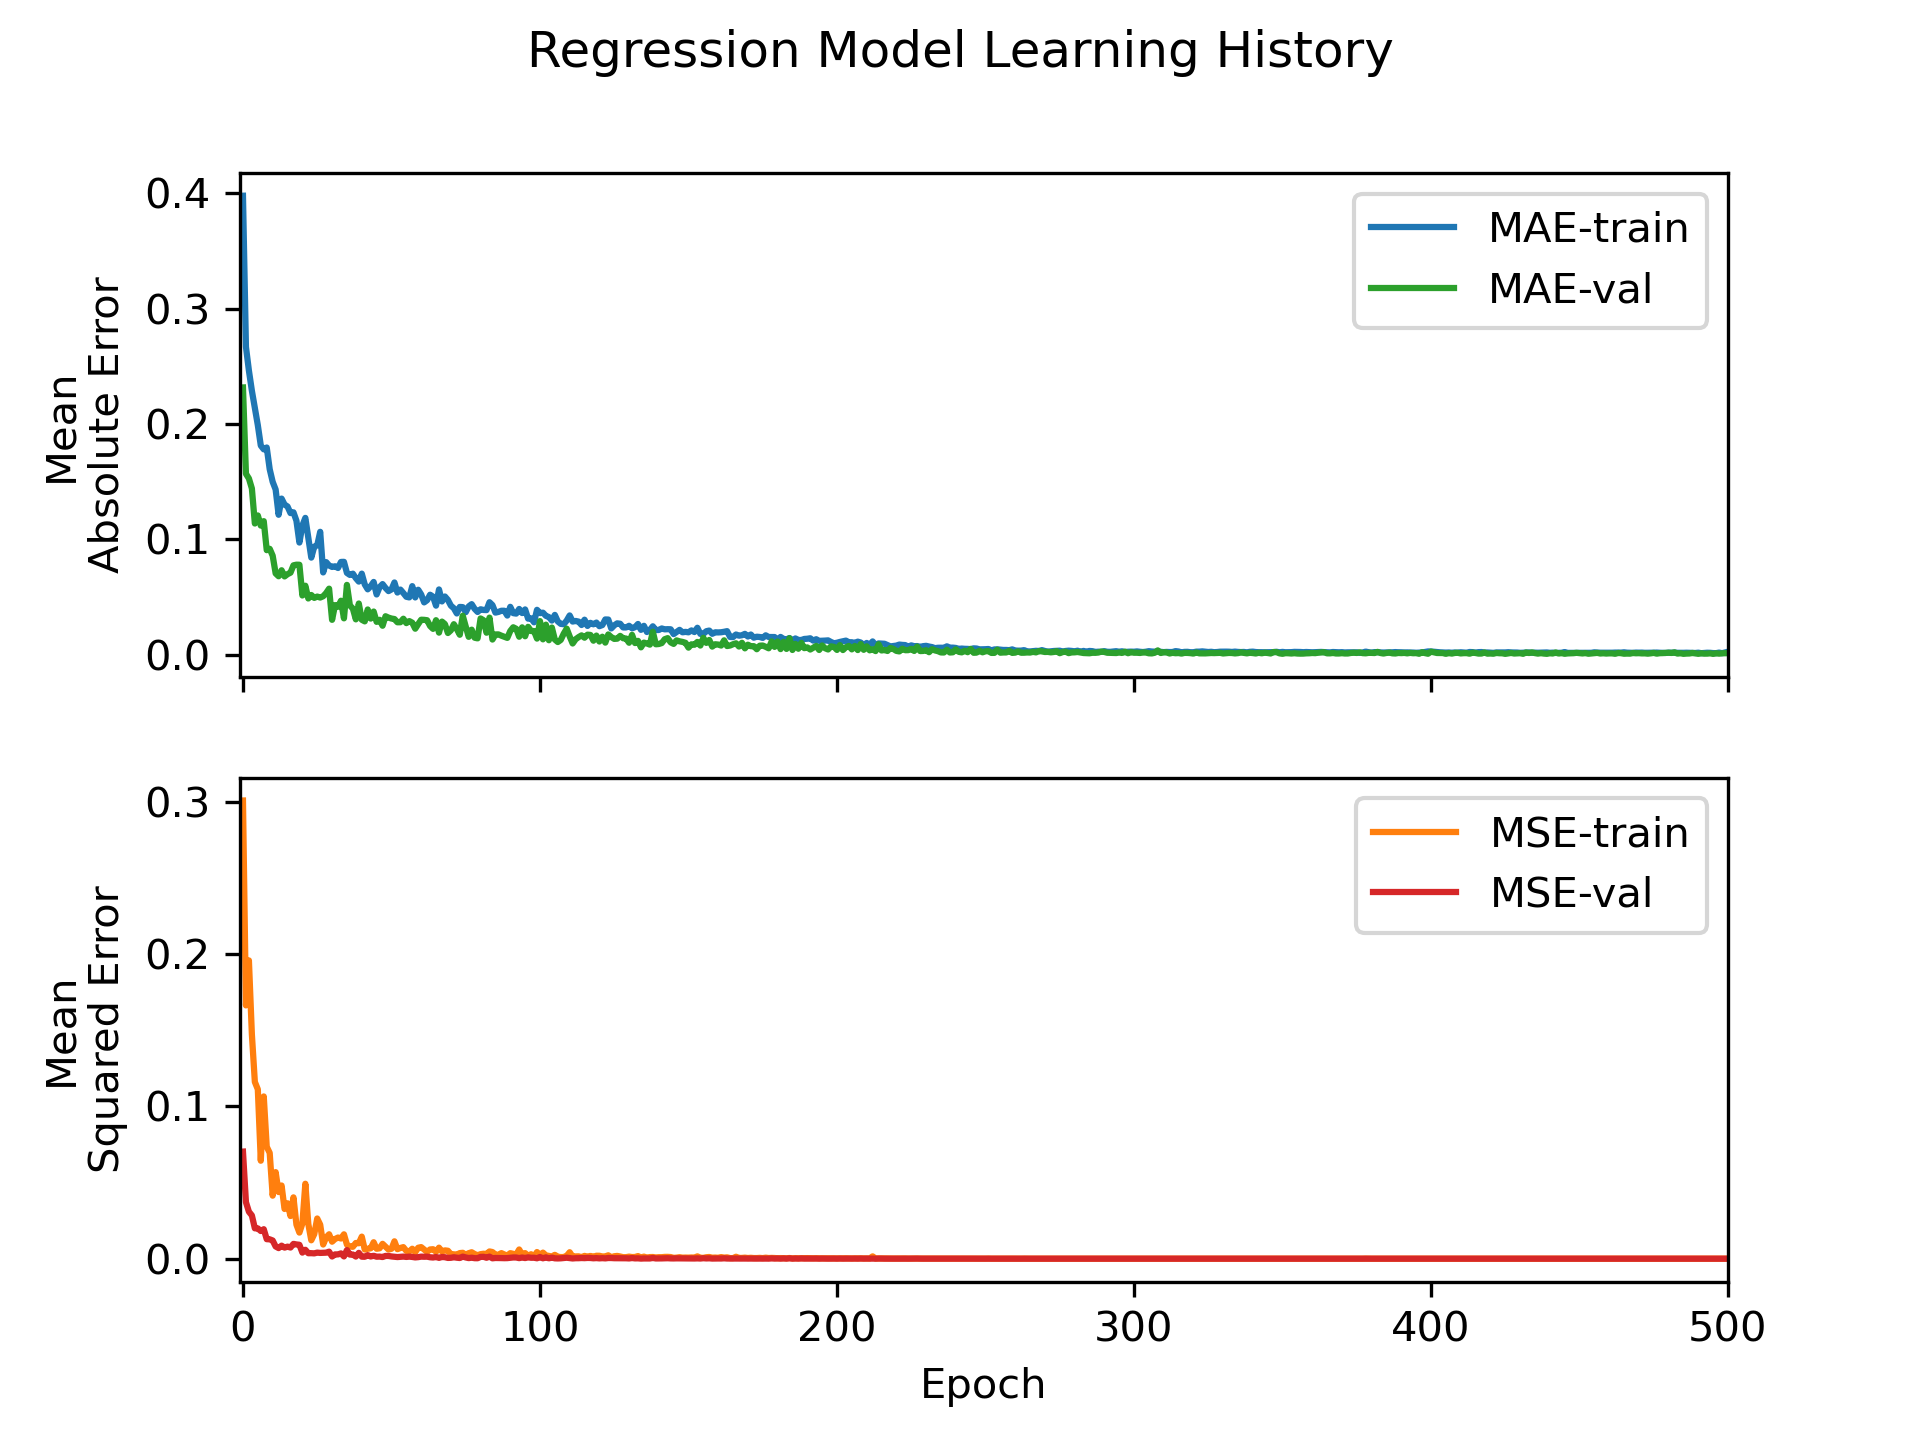 Regression Model Learning History
Mean
Absolute Error
0.4
0.3
0.2
0.1
0.0
MAE-train
MAE-val
Mean
Squared Error
0.3
0.2
0.1
0.0
MSE-train
MSE-val
0 100 200 300 400 500
Epoch